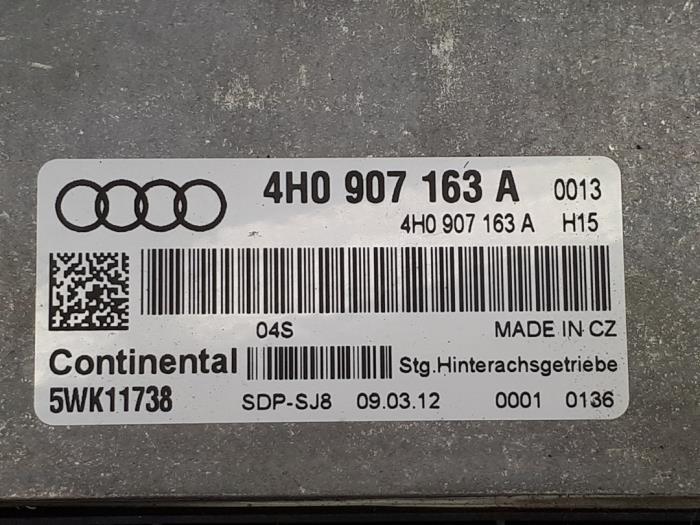 4H0 907 163 A 0013
4H0 907 163 A H15
04S MADE IN CZ
Continental Stg.Hinterachsgetriebe
5WK11738 SDP-SJ8 09.03.12 0001 0136